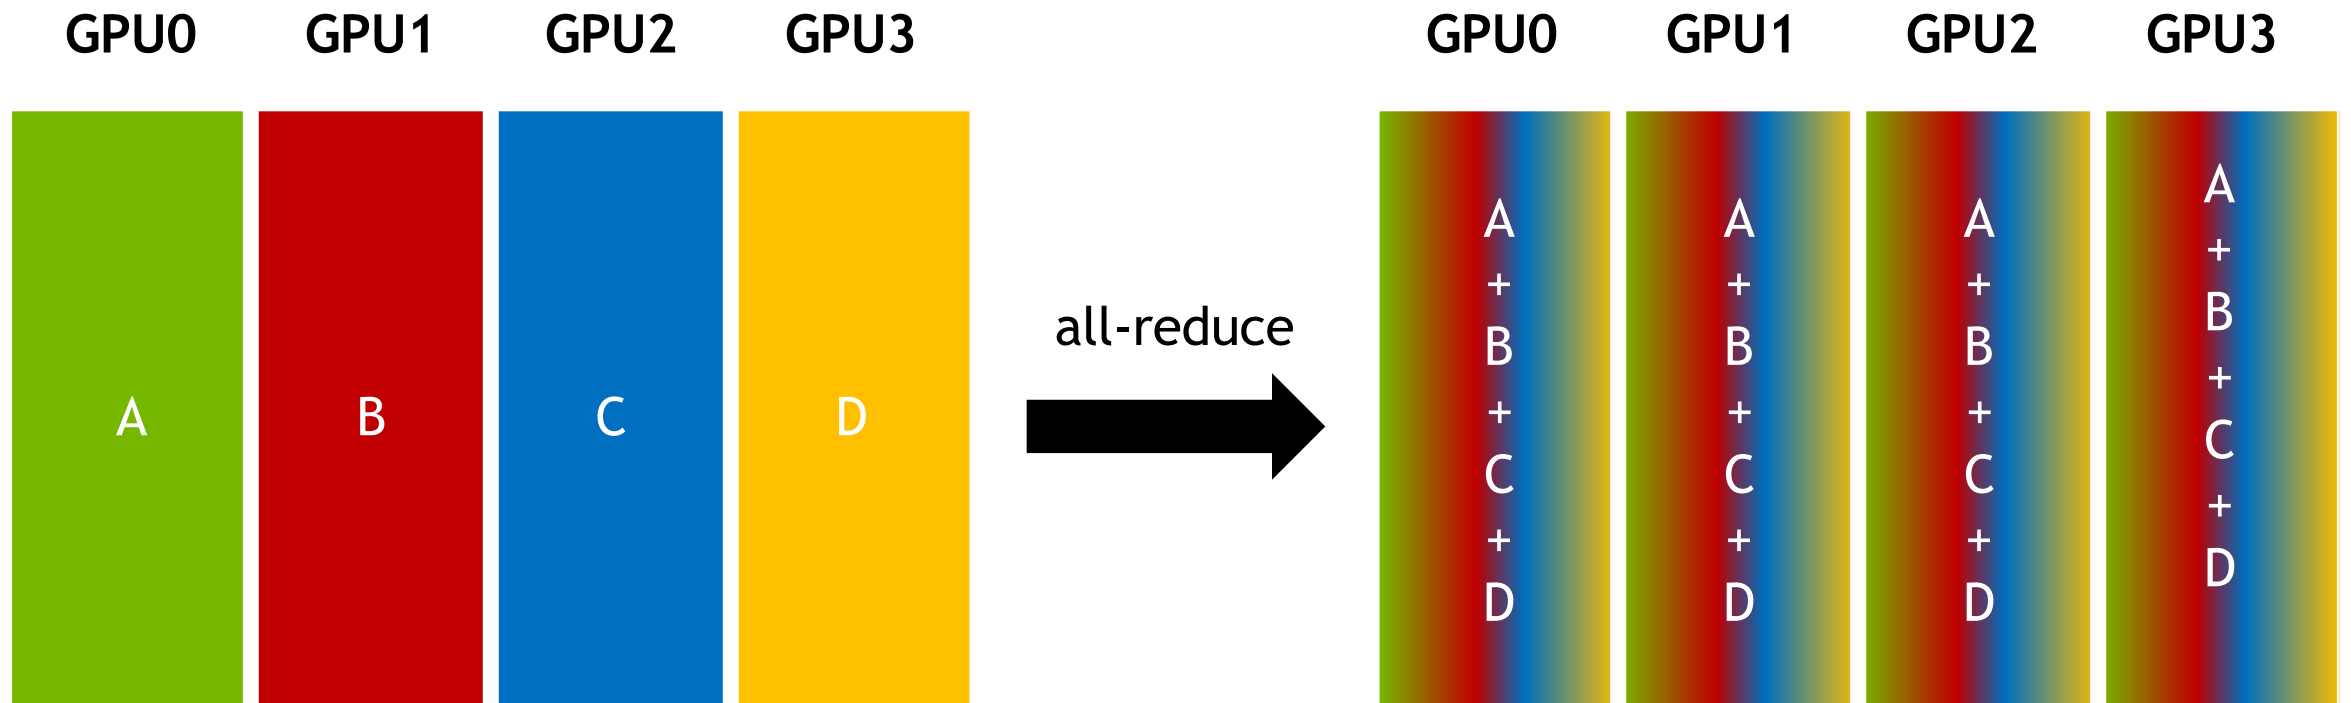 GPU0 GPU1 GPU2 GPU3 GPU0 GPU1 GPU2 GPU3
A B C D
all-reduce
A
+
B
+
C
+
D
A
+
B
+
C
+
D
A
+
B
+
C
+
D
A
+
B
+
C
+
D